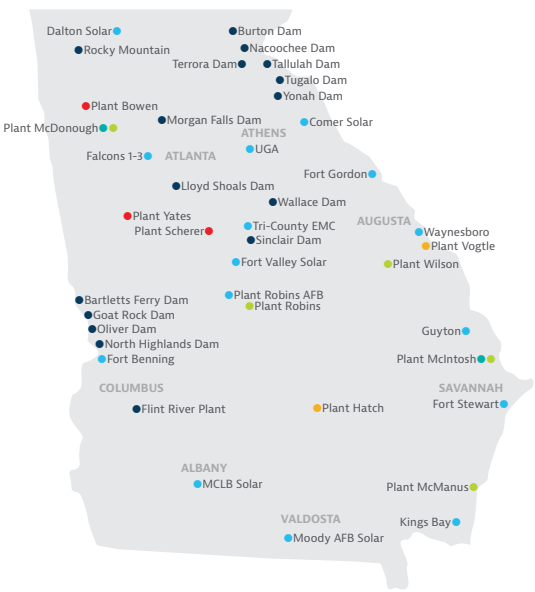 Dalton Solar
Burton Dam
Rocky Mountain
Nacoochee Dam
Terrora Dam
Tallulah Dam
Tugalo Dam
Yonah Dam
Plant Bowen
Morgan Falls Dam
Comer Solar
Plant McDonough
ATHENS
UGA
Falcons 1-3
ATLANTA
Fort Gordon
Lloyd Shoals Dam
Wallace Dam
Plant Yates
AUGUSTA
Tri-County EMC
Plant Scherer
Waynesboro
Sinclair Dam
Plant Vogtle
Fort Valley Solar
Plant Wilson
Plant Robins AFB
Bartletts Ferry Dam
Plant Robins
Goat Rock Dam
Oliver Dam
Guyton
North Highlands Dam
Fort Benning
Plant McIntosh
COLUMBUS
SAVANNAH
Flint River Plant
Plant Hatch
Fort Stewart
ALBANY
MCLB Solar
Plant McManus
VALDOSTA
Kings Bay
Moody AFB Solar